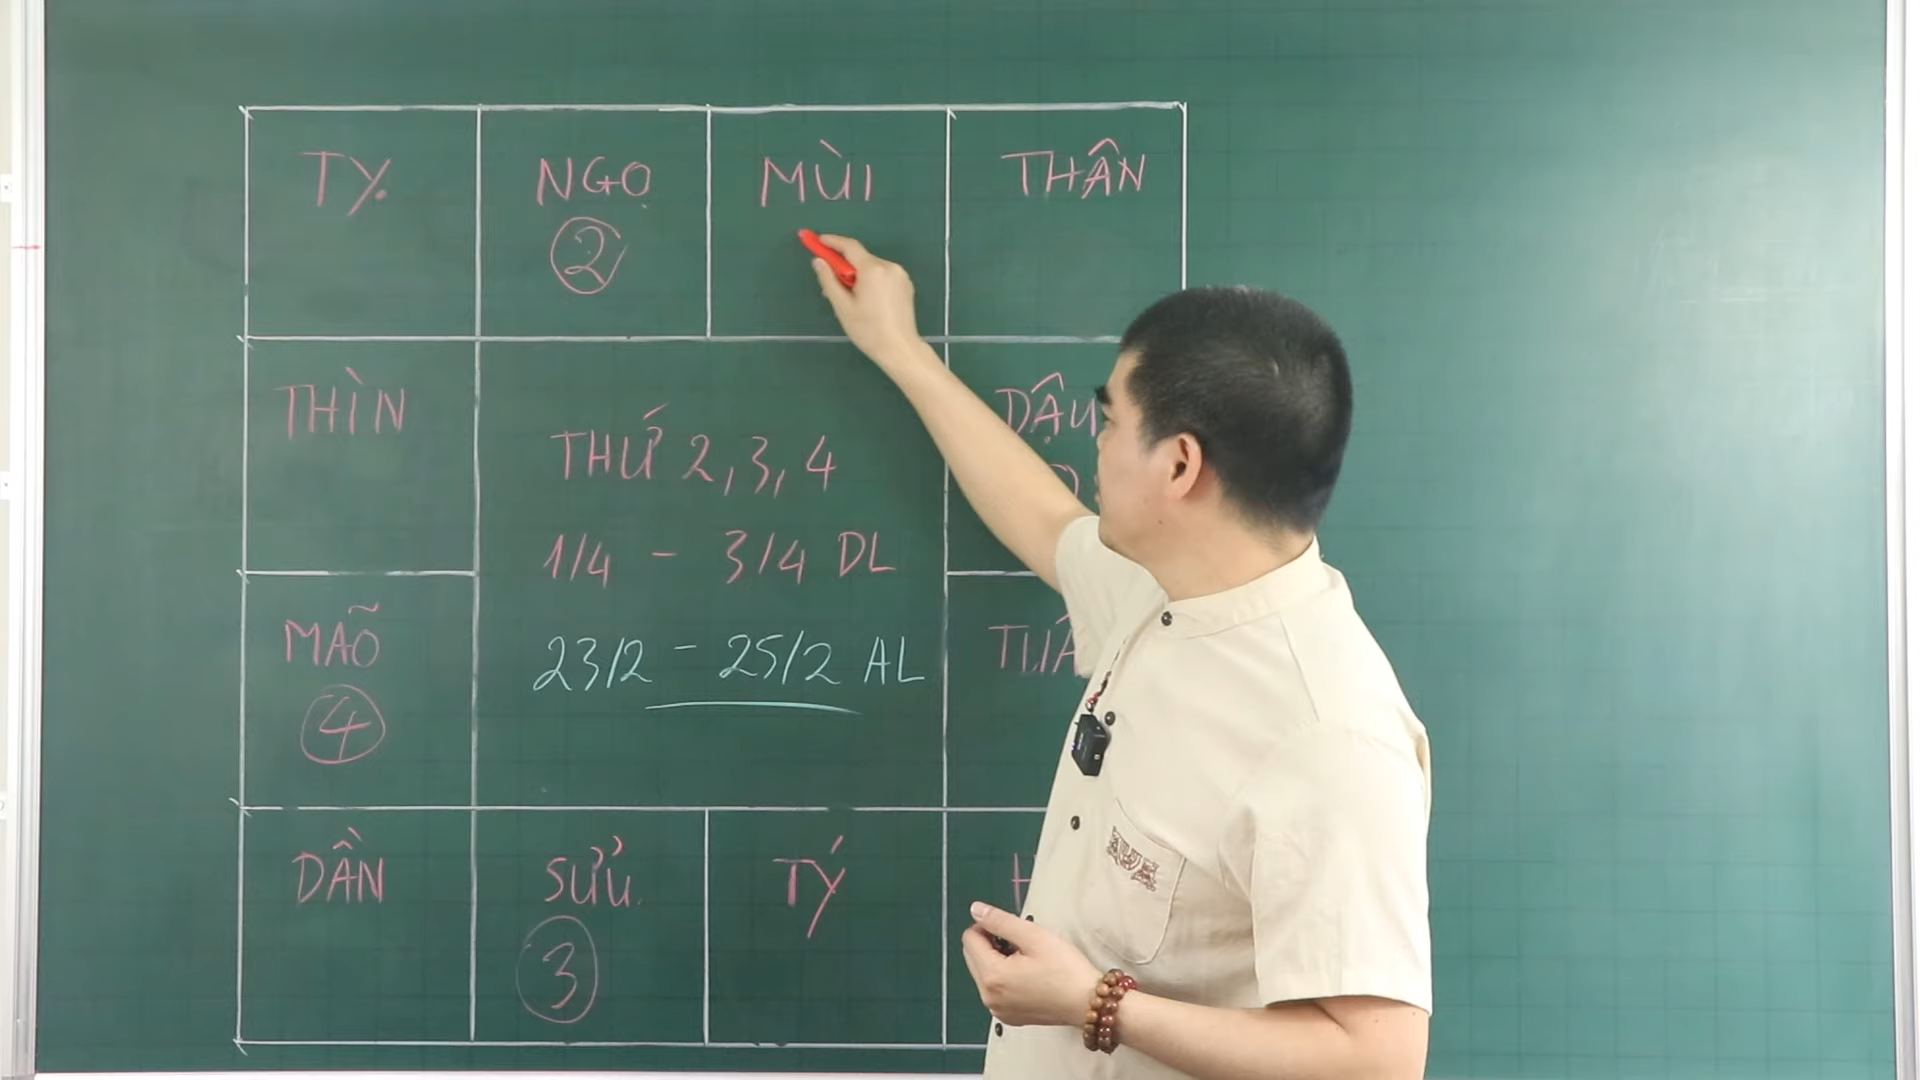 TỴ NGỌ MÙI THÂN
2
THÌN DẬU
THỨ 2, 3, 4
1/4 - 3/4 DL
MÃO 23/2 - 25/2 AL
4
DẦN SỬU TÝ
3